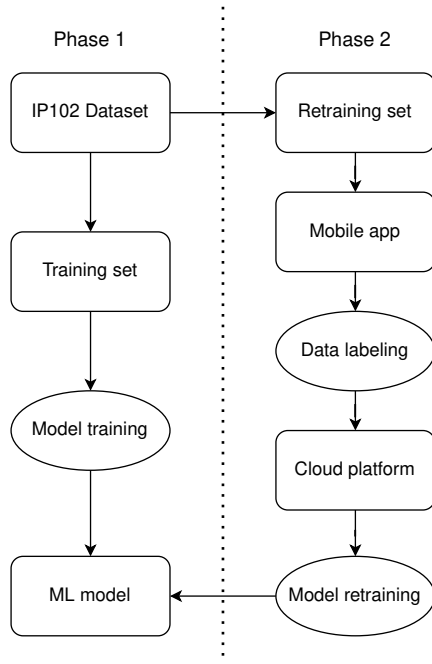 Phase 1
Phase 2
IP102 Dataset
Retraining set
Mobile app
Training set
Data labeling
Model training
Cloud platform
ML model
Model retraining